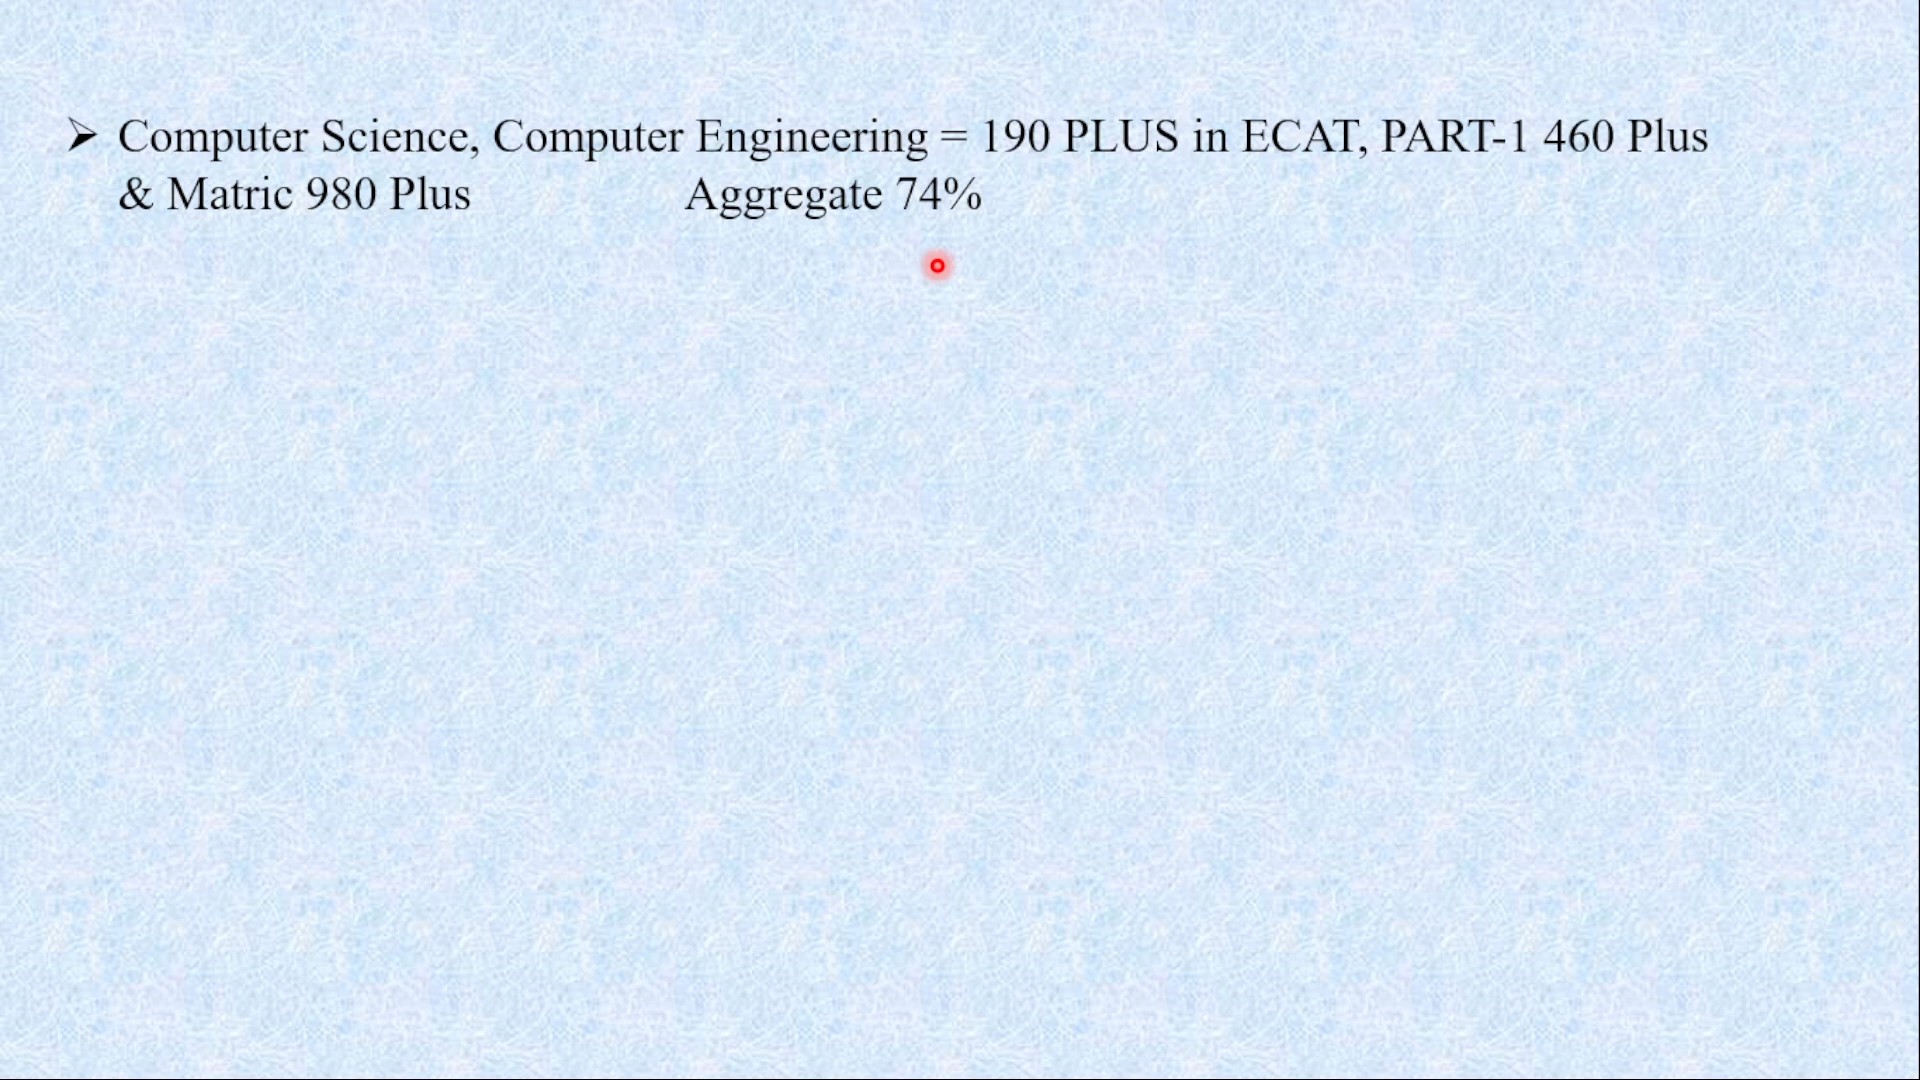 ➢ Computer Science, Computer Engineering = 190 PLUS in ECAT, PART-1 460 Plus
& Matric 980 Plus Aggregate 74%